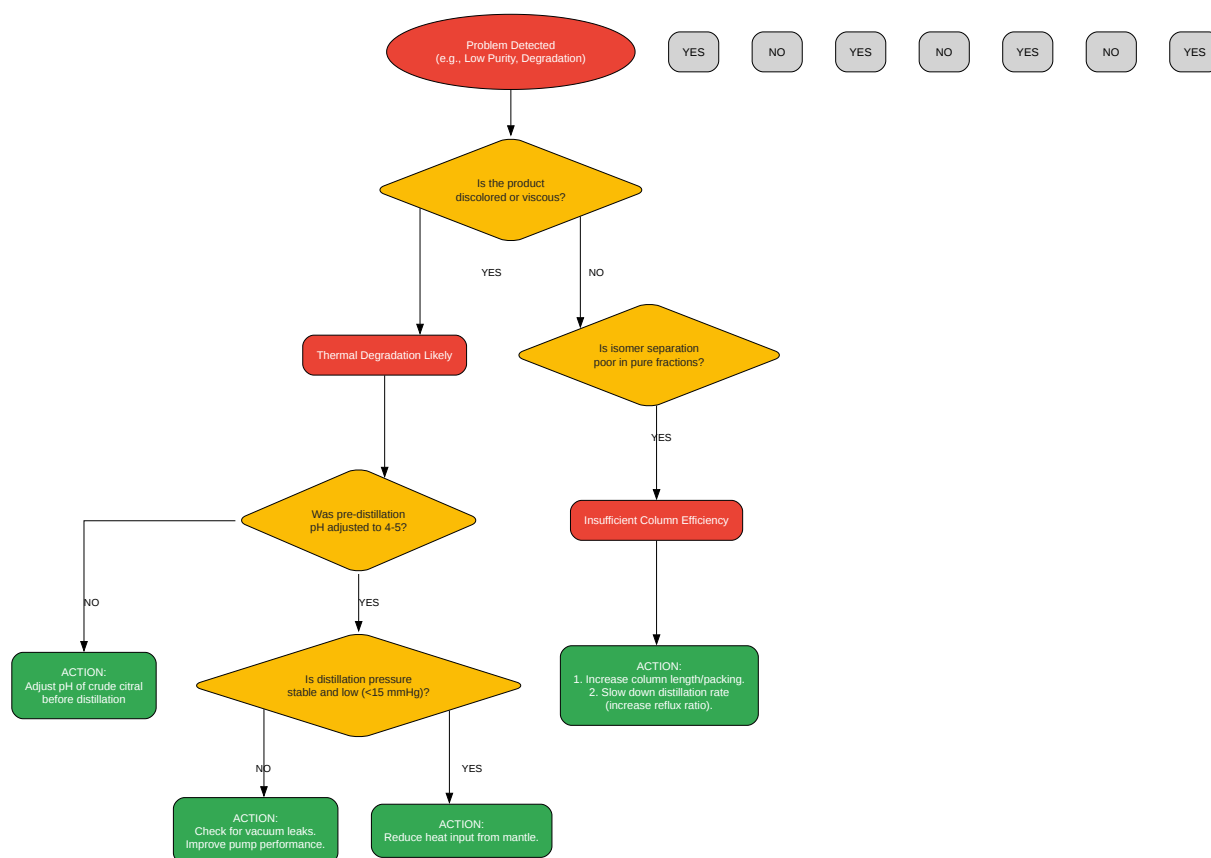 Problem Detected
(e.g., Low Purity, Degradation)
YES
NO
YES
NO
YES
NO
YES
Is the product
discolored or viscous?
YES
NO
Thermal Degradation Likely
Is isomer separation
poor in pure fractions?
YES
Was pre-distillation
pH adjusted to 4-5?
Insufficient Column Efficiency
NO
YES
ACTION:
Adjust pH of crude citral
before distillation
Is distillation pressure
stable and low (<15 mmHg)?
ACTION:
1. Increase column length/packing.
2. Slow down distillation rate
(increase reflux ratio).
NO
YES
ACTION:
Check for vacuum leaks.
Improve pump performance.
ACTION:
Reduce heat input from mantle.